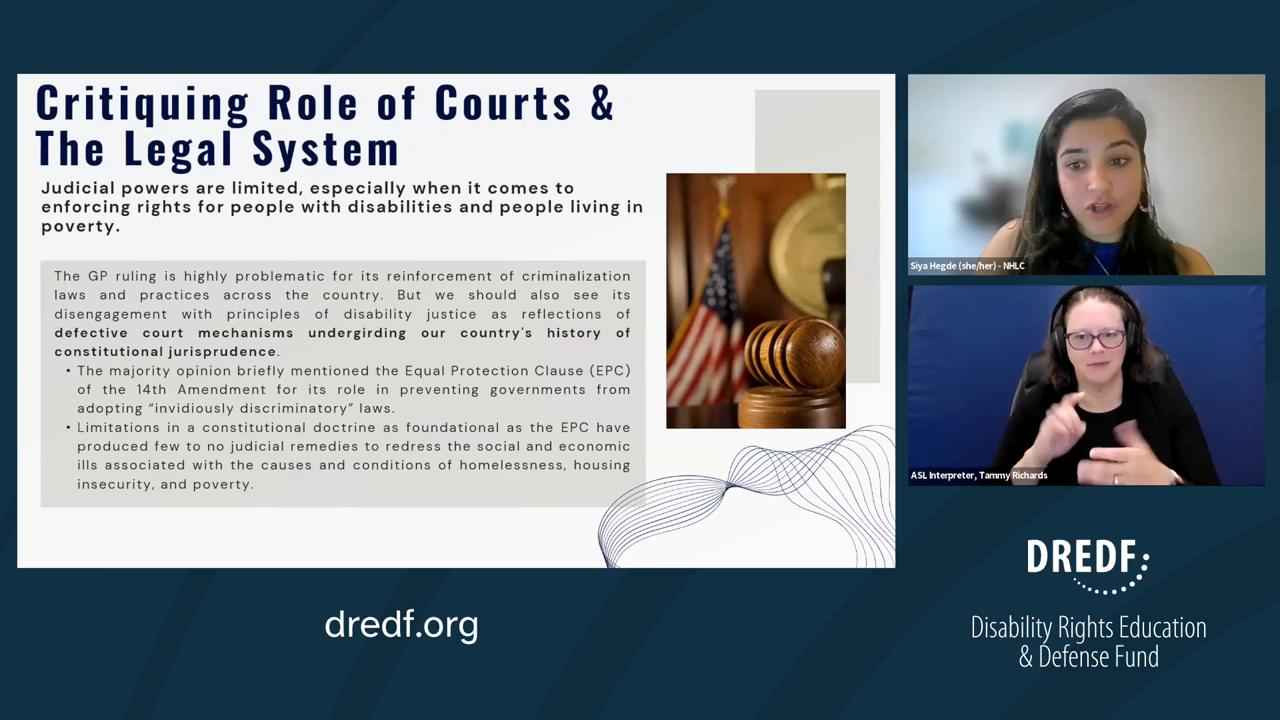 Critiquing Role of Courts &
The Legal System
Judicial powers are limited, especially when it comes to
enforcing rights for people with disabilities and people living in
poverty.
The GP ruling is highly problematic for its reinforcement of criminalization
laws and practices across the country. But we should also see its
disengagement with principles of disability justice as reflections of
defective court mechanisms undergirding our country's history of
constitutional jurisprudence.
• The majority opinion briefly mentioned the Equal Protection Clause (EPC)
of the 14th Amendment for its role in preventing governments from
adopting “invidiously discriminatory” laws.
• Limitations in a constitutional doctrine as foundational as the EPC have
produced few to no judicial remedies to redress the social and economic
ills associated with the causes and conditions of homelessness, housing
insecurity, and poverty.
Siya Hegde (she/her) - NHLC
ASL Interpreter, Tammy Richards
dredf.org
DREDF
Disability Rights Education
& Defense Fund